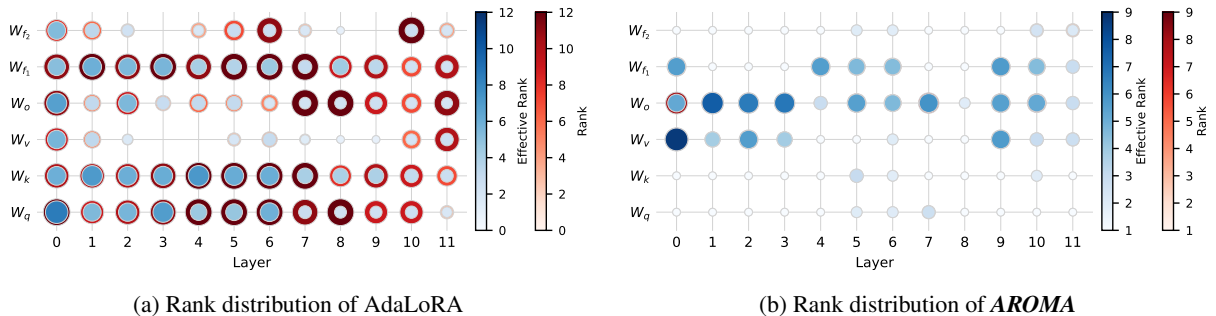 W_{f_2}
W_{f_1}
W_o
W_v
W_k
W_q
0 1 2 3 4 5 6 7 8 9 10 11
Layer
12
10
8
6
4
2
0
Effective Rank
12
10
8
6
4
2
0
Rank
(a) Rank distribution of AdaLoRA
W_{f_2}
W_{f_1}
W_o
W_v
W_k
W_q
0 1 2 3 4 5 6 7 8 9 10 11
Layer
9
8
7
6
5
4
3
2
1
Effective Rank
9
8
7
6
5
4
3
2
1
Rank
(b) Rank distribution of AROMA